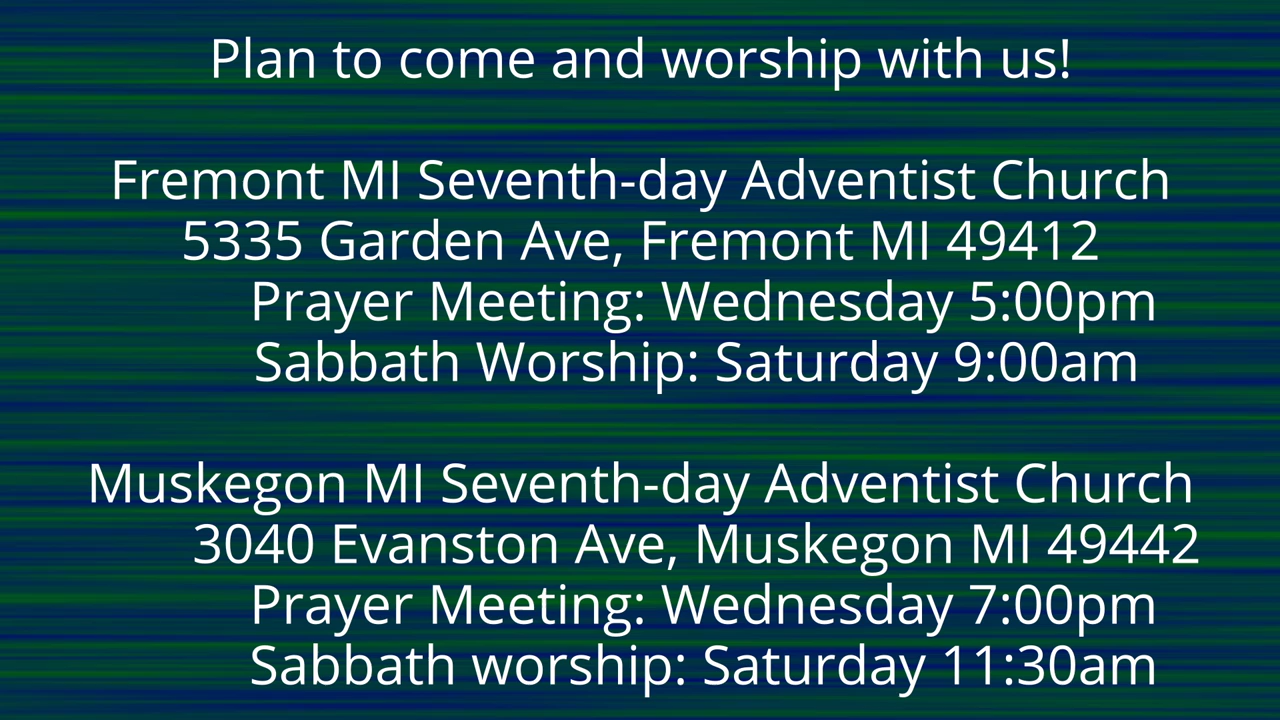 Plan to come and worship with us!
Fremont MI Seventh-day Adventist Church
5335 Garden Ave, Fremont MI 49412
Prayer Meeting: Wednesday 5:00pm
Sabbath Worship: Saturday 9:00am
Muskegon MI Seventh-day Adventist Church
3040 Evanston Ave, Muskegon MI 49442
Prayer Meeting: Wednesday 7:00pm
Sabbath worship: Saturday 11:30am